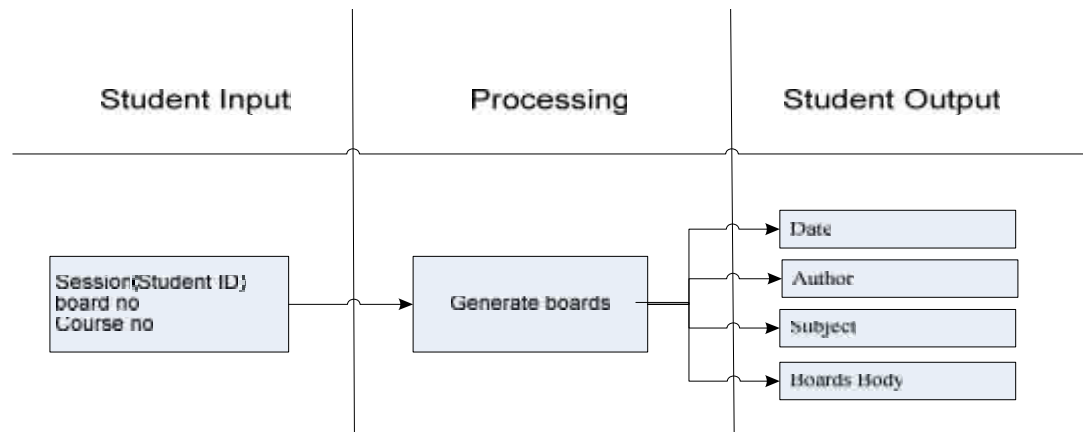 Student Input
Processing
Student Output
Session(Student ID)
board no
Course no
Generate boards
Date
Author
Subject
Boards Body